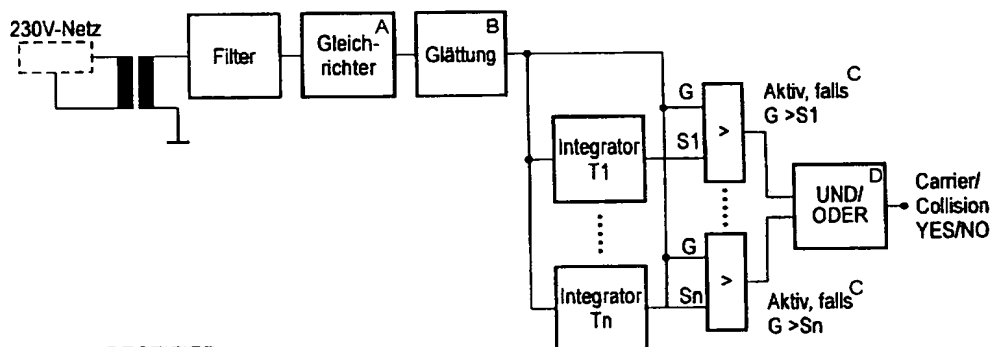 230V-Netz
Filter
A
Gleich-
richter
B
Glättung
G
S1
>
Aktiv, falls C
G >S1
Integrator
T1
D
UND/
ODER
Carrier/
Collision
YES/NO
G
Sn
>
Integrator
Tn
Aktiv, falls C
G >Sn